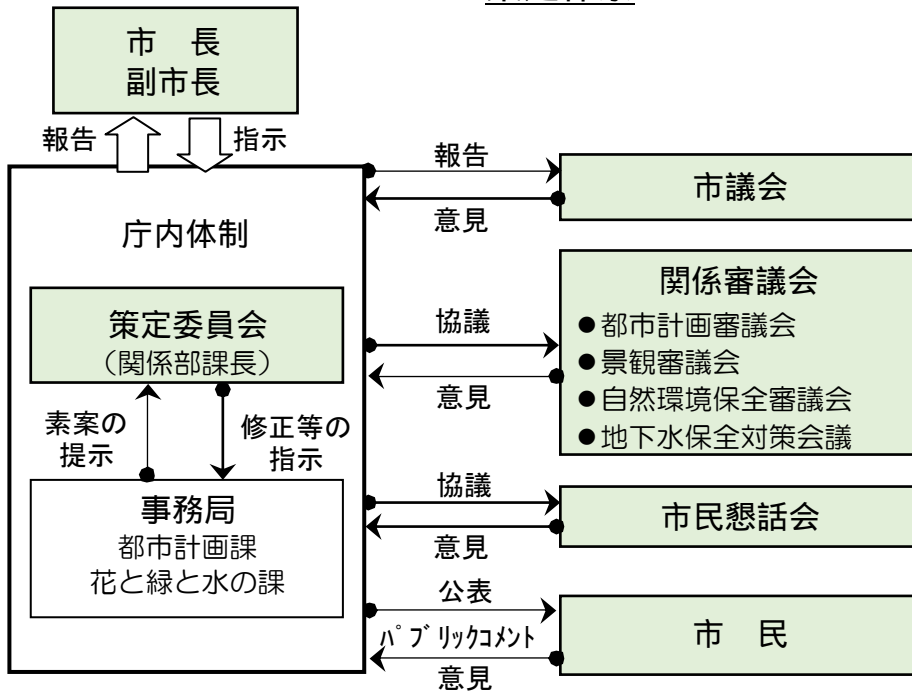 市　長
副市長
報告
指示
庁内体制
策定委員会
（関係部課長）
素案の
提示
修正等の
指示
事務局
都市計画課
花と緑と水の課
報告
意見
市議会
協議
意見
関係審議会
●都市計画審議会
●景観審議会
●自然環境保全審議会
●地下水保全対策会議
協議
意見
市民懇話会
公表
ﾊﾟﾌﾞﾘｯｸｺﾒﾝﾄ
意見
市　民